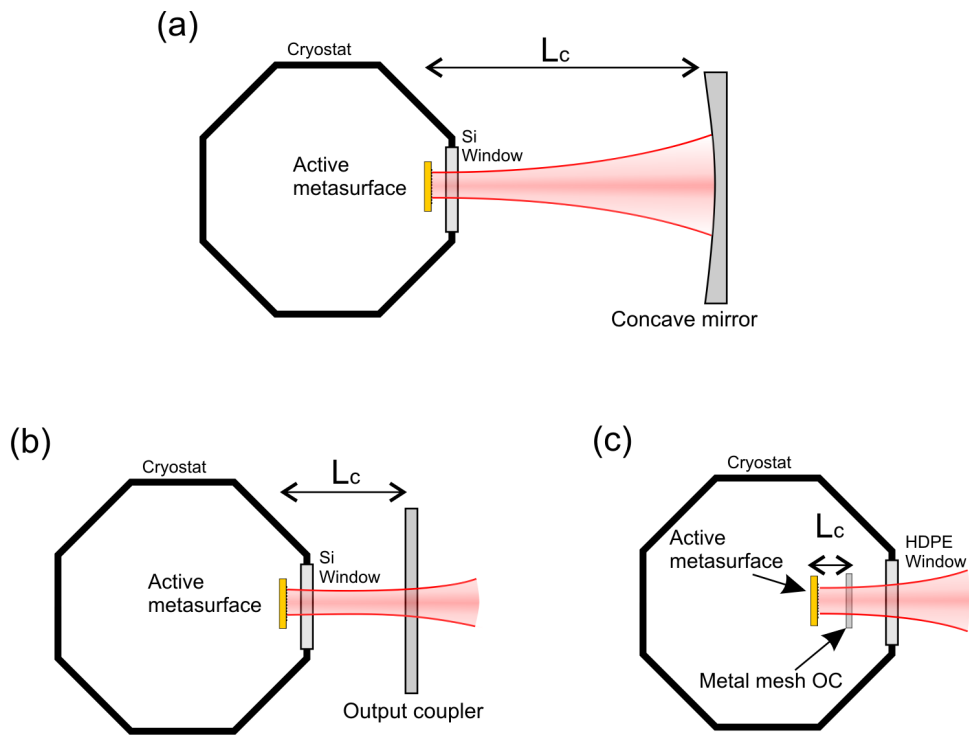 (a)
Cryostat
Lc
Si
Window
Active
metasurface
Concave mirror
(b)
Cryostat
Lc
Si
Window
Active
metasurface
Output coupler
(c)
Cryostat
Lc
Active
metasurface
HDPE
Window
Metal mesh OC